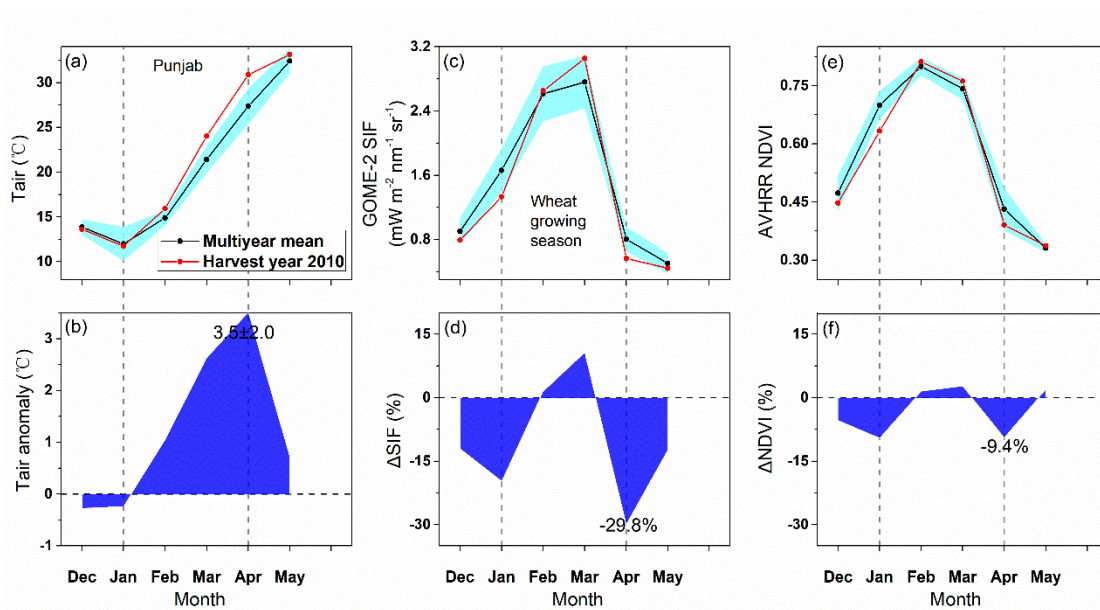 (a)
Punjab
Tair (℃)
30
25
20
15
10
Multiyear mean
Harvest year 2010
(c)
GOME-2 SIF
(mW m⁻² nm⁻¹ sr⁻¹)
3.2
2.4
1.6
0.8
Wheat
growing
season
(e)
AVHRR NDVI
0.75
0.60
0.45
0.30
(b)
Tair anomaly (℃)
3
2
1
0
-1
3.5±2.0
Dec Jan Feb Mar Apr May
Month
(d)
ΔSIF (%)
15
0
-15
-30
-29.8%
Dec Jan Feb Mar Apr May
Month
(f)
ΔNDVI (%)
15
0
-15
-30
-9.4%
Dec Jan Feb Mar Apr May
Month